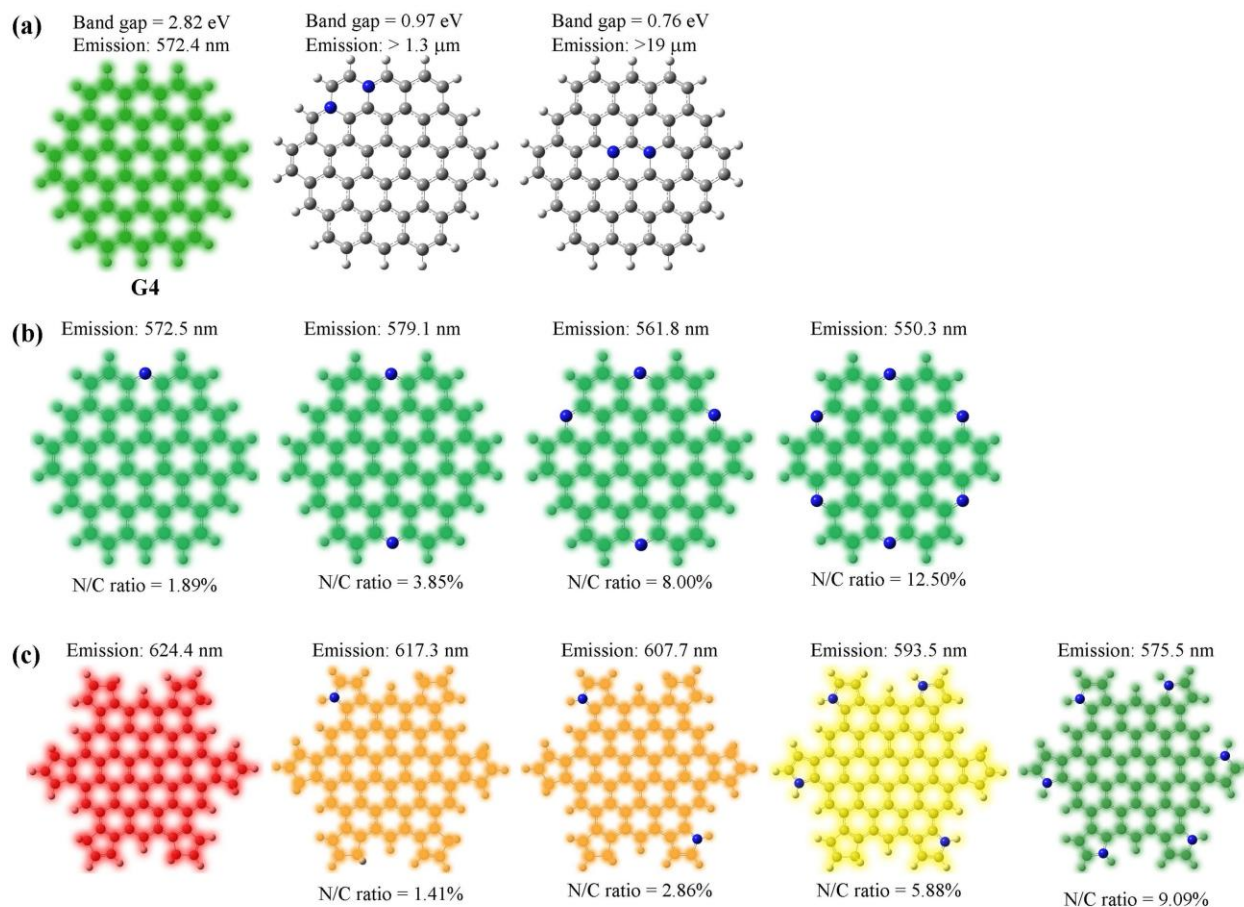 (a)
Band gap = 2.82 eV
Emission: 572.4 nm
Band gap = 0.97 eV
Emission: > 1.3 μm
Band gap = 0.76 eV
Emission: >19 μm
G4
(b)
Emission: 572.5 nm
Emission: 579.1 nm
Emission: 561.8 nm
Emission: 550.3 nm
N/C ratio = 1.89%
N/C ratio = 3.85%
N/C ratio = 8.00%
N/C ratio = 12.50%
(c)
Emission: 624.4 nm
Emission: 617.3 nm
Emission: 607.7 nm
Emission: 593.5 nm
Emission: 575.5 nm
N/C ratio = 1.41%
N/C ratio = 2.86%
N/C ratio = 5.88%
N/C ratio = 9.09%